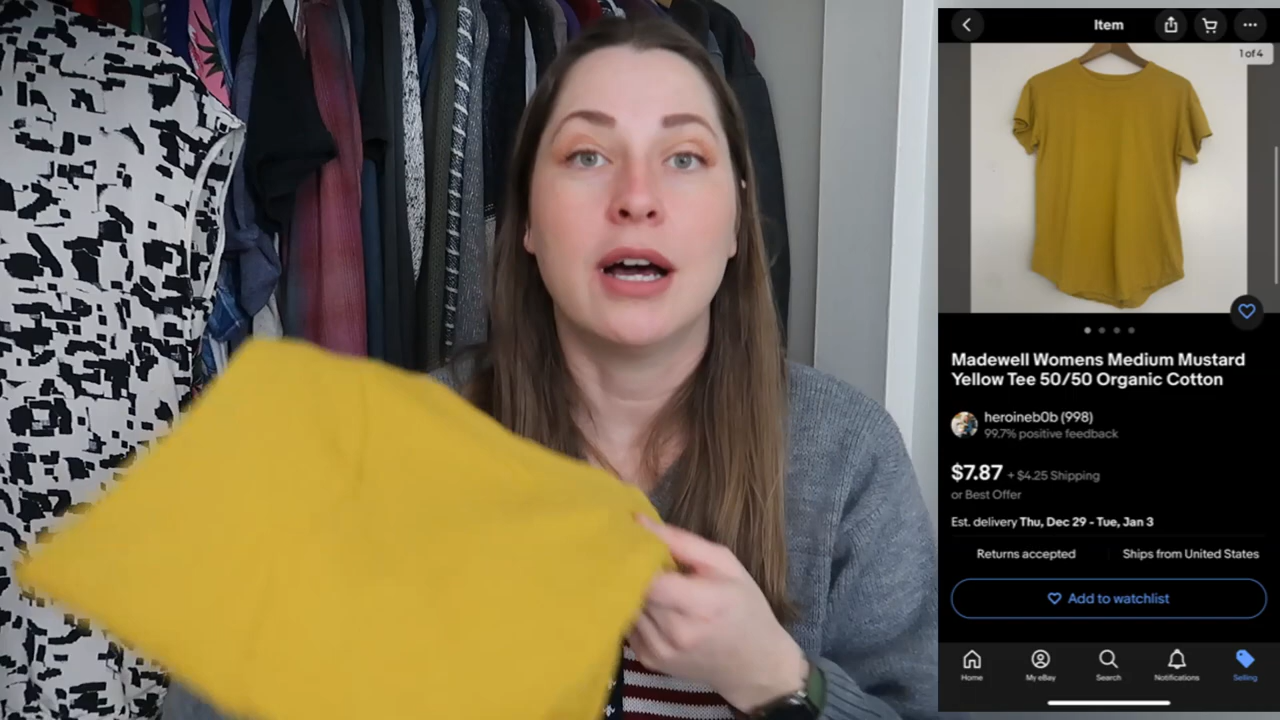 Item
1 of 4
Madewell Womens Medium Mustard
Yellow Tee 50/50 Organic Cotton
heroineb0b (998)
99.7% positive feedback
$7.87 + $4.25 Shipping
or Best Offer
Est. delivery Thu, Dec 29 - Tue, Jan 3
Returns accepted Ships from United States
Add to watchlist
Home My eBay Search Notifications Selling